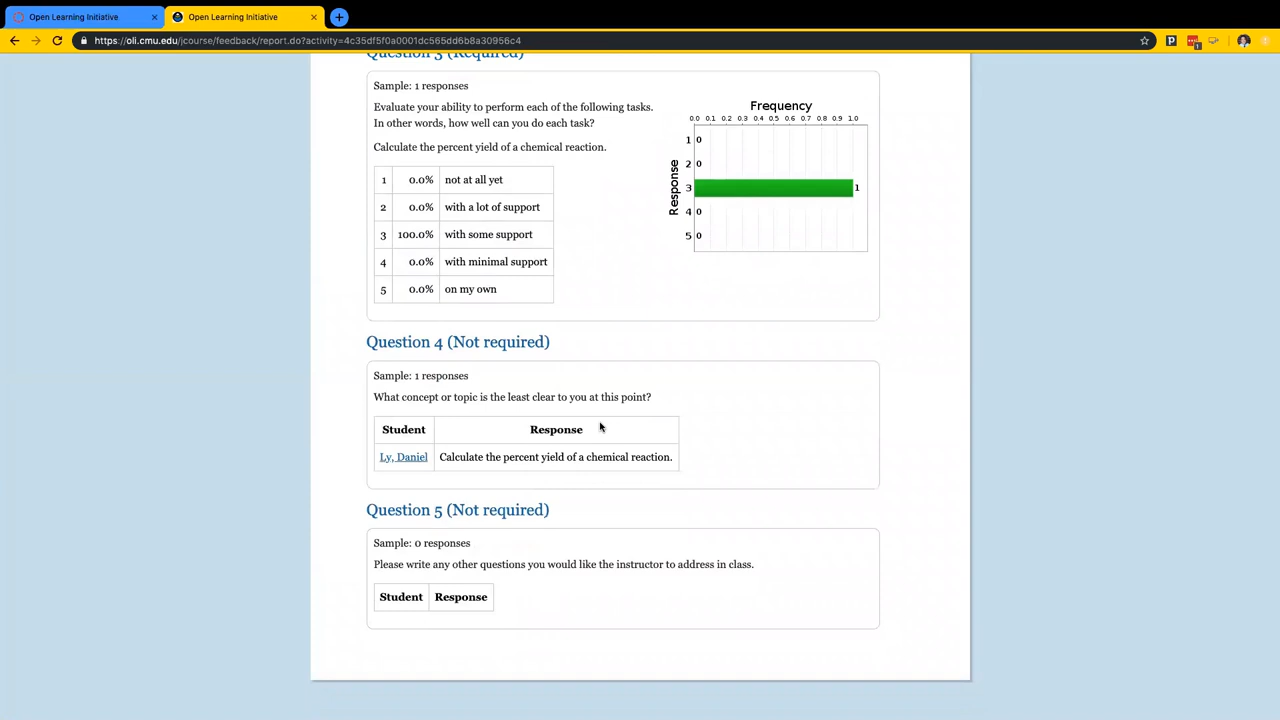 Open Learning Initiative
Open Learning Initiative
https://oli.cmu.edu/jcourse/feedback/report.do?activity=4c35df5f0a0001dc565dd6b8a30956c4
Question 3 (Required)
Sample: 1 responses
Evaluate your ability to perform each of the following tasks.
In other words, how well can you do each task?
Calculate the percent yield of a chemical reaction.
1 0.0% not at all yet
2 0.0% with a lot of support
3 100.0% with some support
4 0.0% with minimal support
5 0.0% on my own
Frequency
0.0 0.1 0.2 0.3 0.4 0.5 0.6 0.7 0.8 0.9 1.0
Response
1 0
2 0
3 1
4 0
5 0
Question 4 (Not required)
Sample: 1 responses
What concept or topic is the least clear to you at this point?
Student Response
Ly, Daniel Calculate the percent yield of a chemical reaction.
Question 5 (Not required)
Sample: 0 responses
Please write any other questions you would like the instructor to address in class.
Student Response